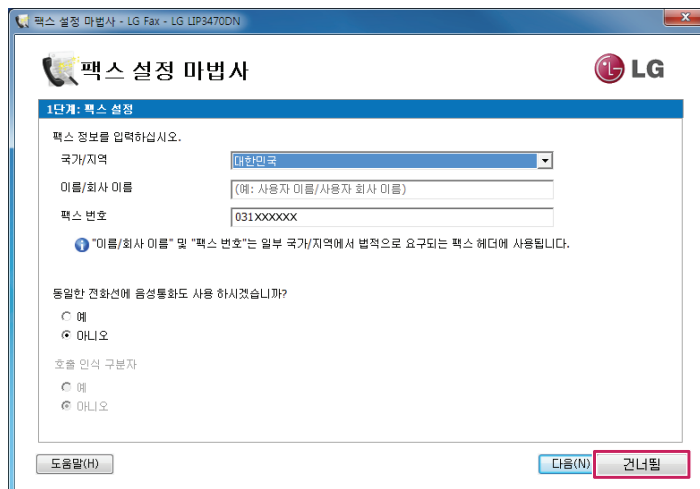 팩스 설정 마법사 - LG Fax - LG LIP3470DN
팩스 설정 마법사
LG
1단계: 팩스 설정
팩스 정보를 입력하십시오.
국가/지역 대한민국
이름/회사 이름 (예: 사용자 이름/사용자 회사 이름)
팩스 번호 031XXXXXX
"이름/회사 이름" 및 "팩스 번호"는 일부 국가/지역에서 법적으로 요구되는 팩스 헤더에 사용됩니다.
동일한 전화선에 음성통화도 사용 하시겠습니까?
예
아니오
호출 인식 구분자
예
아니오
도움말(H) 다음(N) 건너뜀